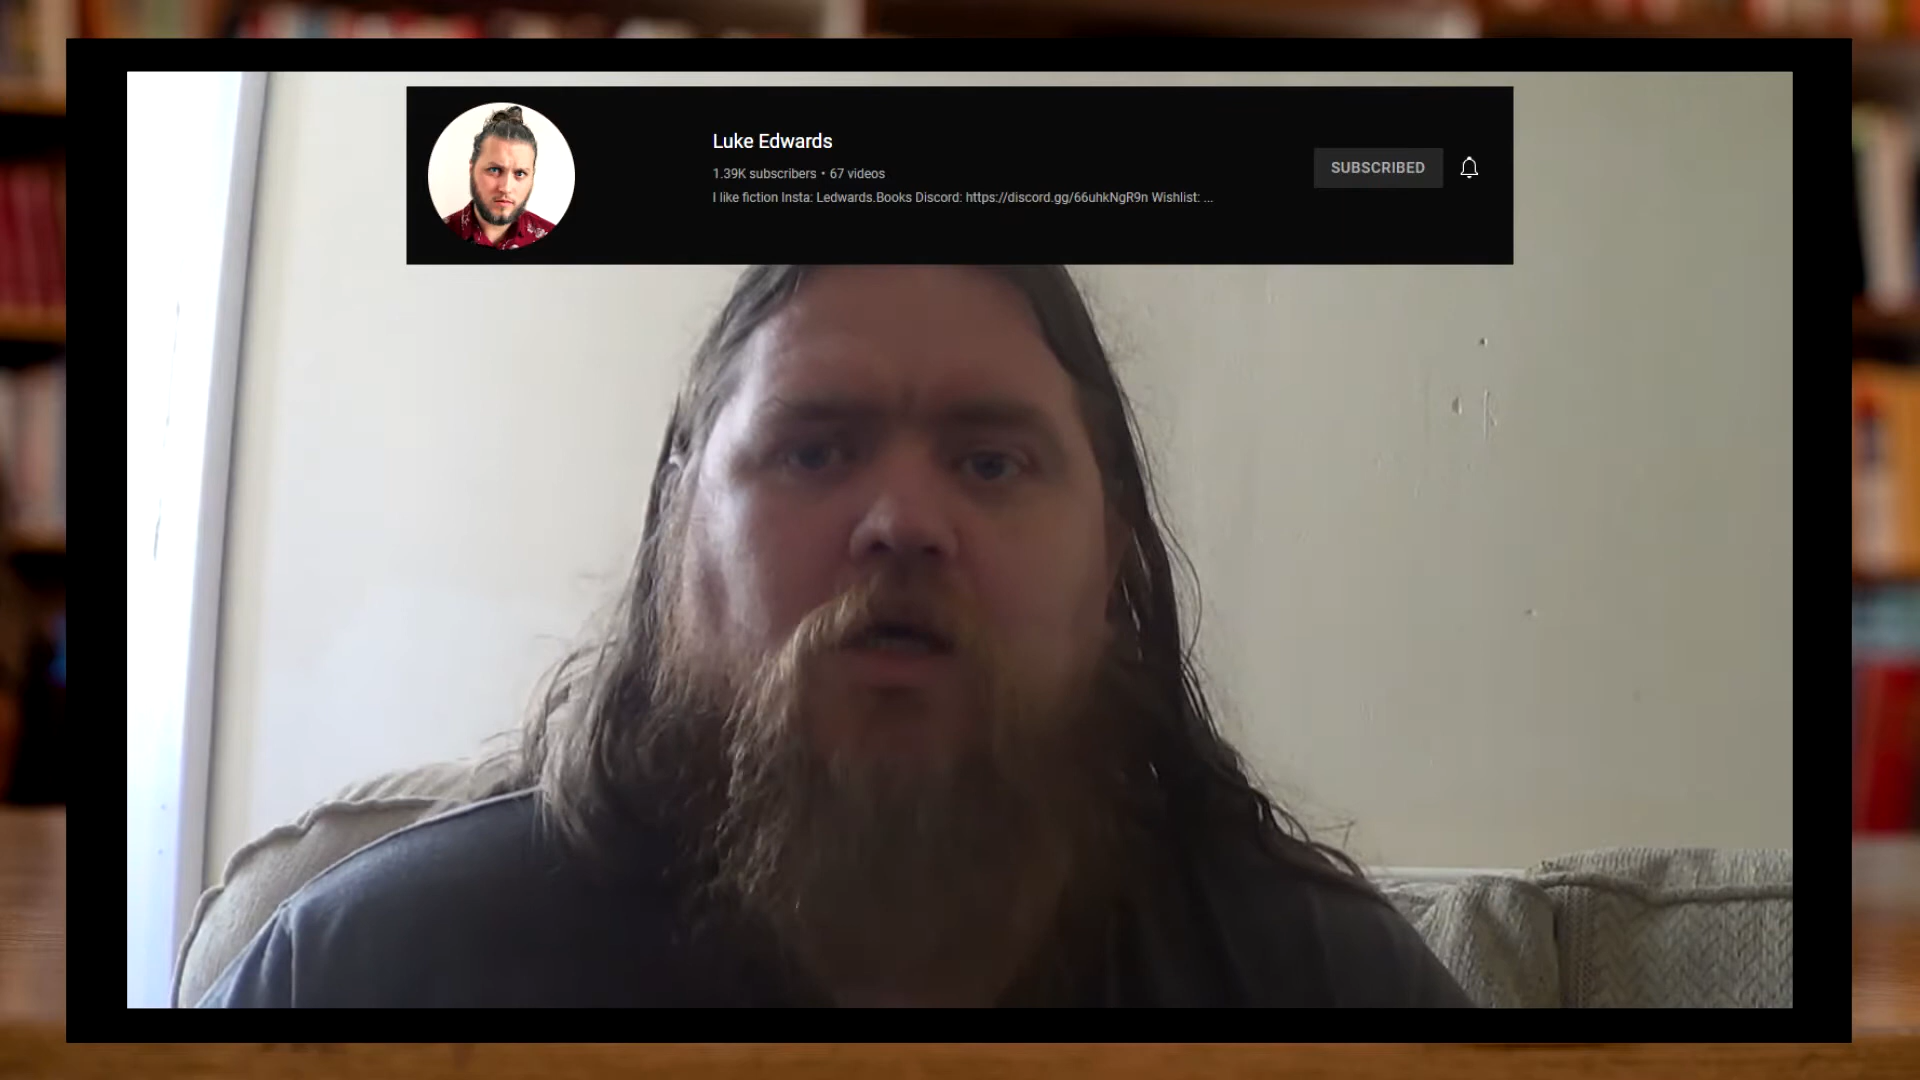 Luke Edwards
1.39K subscribers • 67 videos
SUBSCRIBED
I like fiction Insta: Ledwards.Books Discord: https://discord.gg/66uhkNgR9n Wishlist: ...